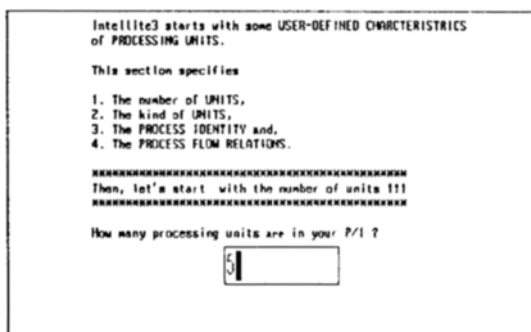 Intellite3 starts with some USER-DEFINED CHARCTERISTRICS
of PROCESSING UNITS.
This section specifies
1. The number of UNITS,
2. The kind of UNITS,
3. The PROCESS IDENTITY and,
4. The PROCESS FLOW RELATIONS.
Then, let's start with the number of units !!!
How many processing units are in your P/I ?
5